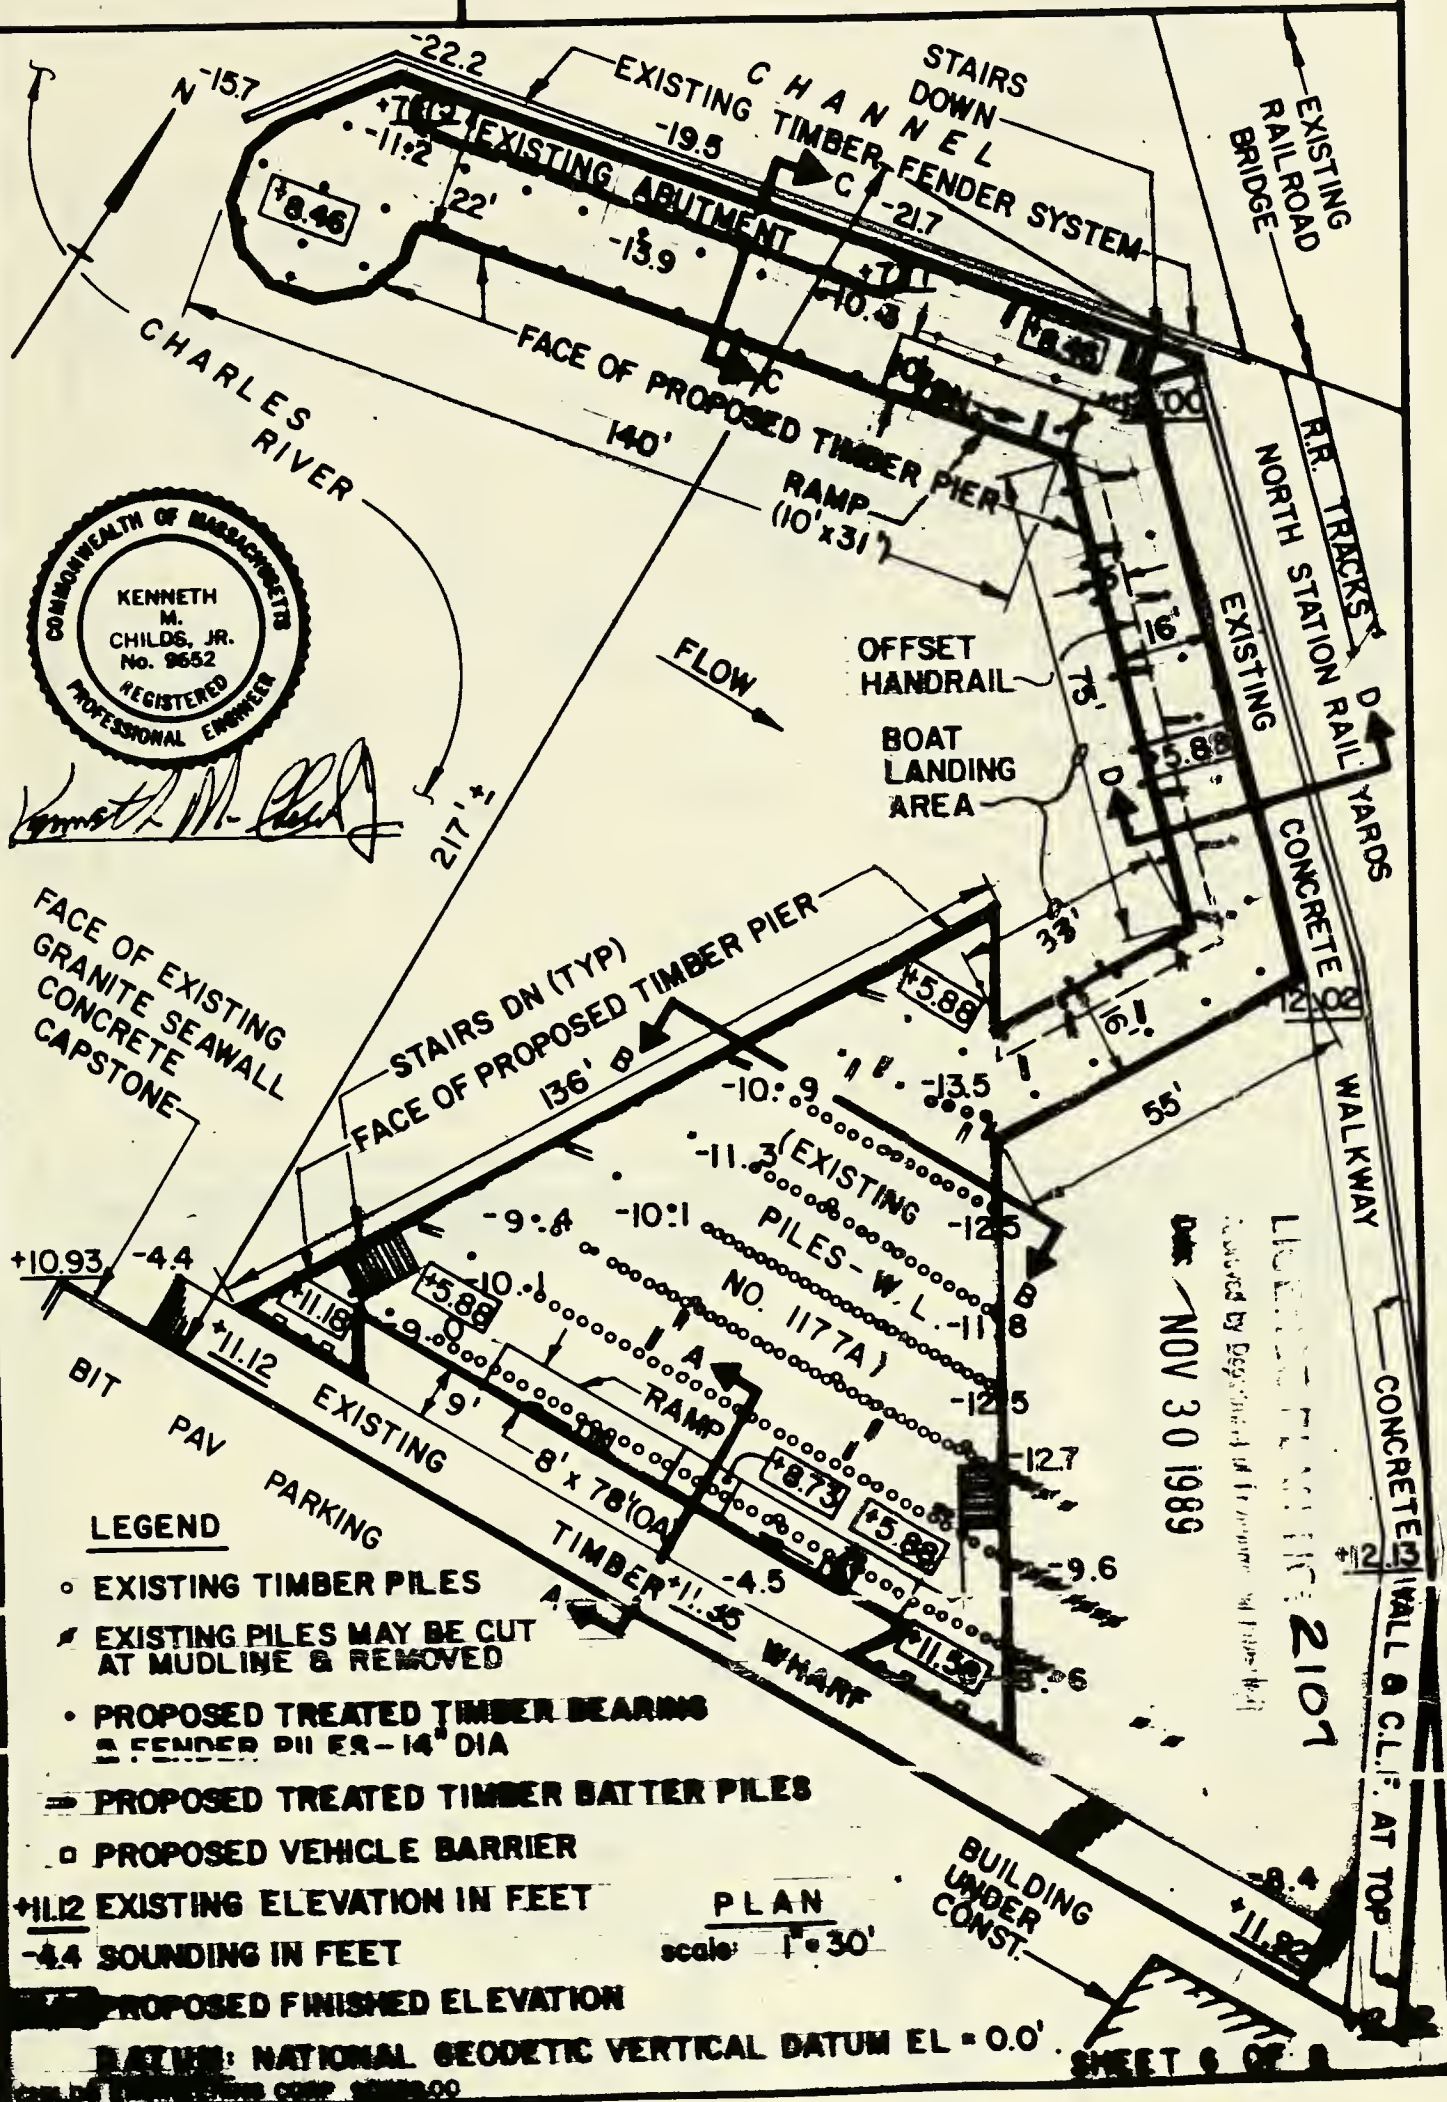 -22.2
-15.7
N
EXISTING TIMBER FENDER SYSTEM
CHANNEL
STAIRS
DOWN
EXISTING
RAILROAD
BRIDGE
-11.2
EXISTING ABUTMENT
-19.5
C
-21.7
+8.46
22'
-13.9
-10.3
+8.46
CHARLES
RIVER
FACE OF PROPOSED TIMBER PIER
C
140'
RAMP
(10'x31')
R.R. TRACKS
NORTH STATION RAIL YARDS
COMMONWEALTH OF MASSACHUSETTS
KENNETH
M.
CHILDS, JR.
No. 9652
REGISTERED
PROFESSIONAL ENGINEER
FLOW
OFFSET
HANDRAIL
16'
75'
BOAT
LANDING
AREA
+5.88
D
D
EXISTING
CONCRETE
WALKWAY
217'±
33'
12.02
16'
55'
FACE OF EXISTING
GRANITE SEAWALL
CONCRETE
CAPSTONE
STAIRS DN (TYP)
FACE OF PROPOSED TIMBER PIER
136'
B
+5.88
-10.9
-13.5
-11.3
(EXISTING
PILES-W.L.
NO. 1177A)
-12.5
-9.4
-10.1
B
-11.8
+10.93
-4.4
+11.18
+5.88
-10.1
+11.12
A
RAMP
-12.5
-12.7
9'
8' x 78'(OA)
+8.73
+5.88
-9.6
BIT PAV PARKING
EXISTING TIMBER WHARF
A
+11.35
-4.5
NOV 30 1989
2107
CONCRETE WALL & C.L.F. AT TOP
+12.13
LEGEND
EXISTING TIMBER PILES
EXISTING PILES MAY BE CUT
AT MUDLINE & REMOVED
PROPOSED TREATED TIMBER BEARING
& FENDER PILES-14" DIA
PROPOSED TREATED TIMBER BATTER PILES
PROPOSED VEHICLE BARRIER
+11.12 EXISTING ELEVATION IN FEET
-4.4 SOUNDING IN FEET
PROPOSED FINISHED ELEVATION
DATUM: NATIONAL GEODETIC VERTICAL DATUM EL = 0.0'.
PLAN
scale: 1"=30'
BUILDING
UNDER
CONST.
-8.4
+11.92
SHEET 6 OF 8